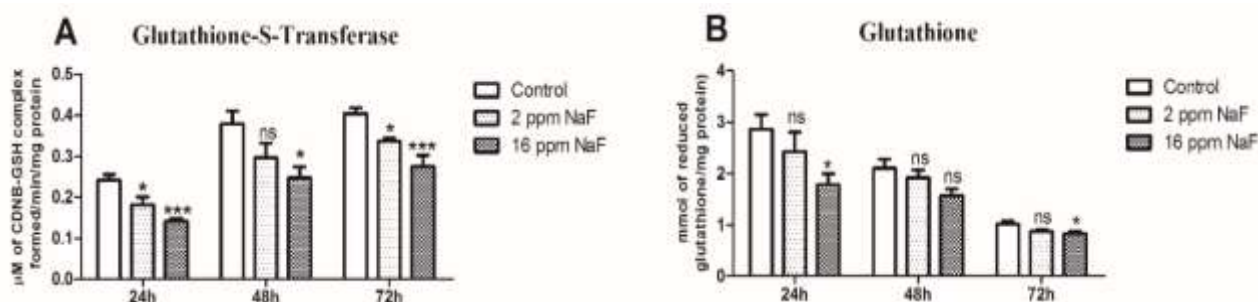 A
Glutathione-S-Transferase
μM of CDNB-GSH complex
formed/min/mg protein
0.5
0.4
0.3
0.2
0.1
0.0
*
***
ns
*
*
***
24h
48h
72h
Control
2 ppm NaF
16 ppm NaF
B
Glutathione
mmol of reduced
glutathione/mg protein)
4
3
2
1
0
ns
*
ns
ns
ns
*
24h
48h
72h
Control
2 ppm NaF
16 ppm NaF